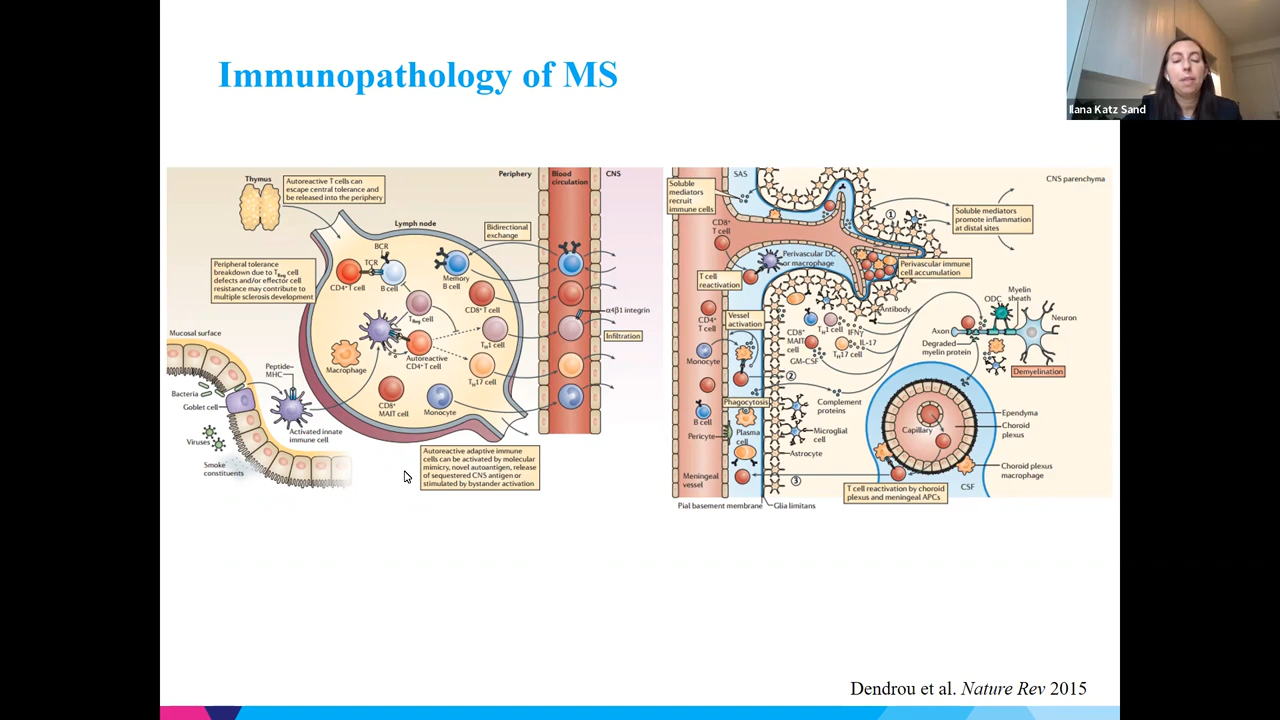 Immunopathology of MS
Ilana Katz Sand
Thymus
Autoreactive T cells can
escape central tolerance and
be released into the periphery
Periphery
Blood
circulation
CNS
Lymph node
Bidirectional
exchange
Peripheral tolerance
breakdown due to TReg cell
defects and/or effector cell
resistance may contribute to
multiple sclerosis development
BCR
TCR
CD4+ T cell
B cell
Memory
B cell
CD8+ T cell
TReg cell
TH1 cell
α4β1 integrin
Infiltration
Mucosal surface
Macrophage
Autoreactive
CD4+ T cell
TH17 cell
Peptide–
MHC
Bacteria
Goblet cell
CD8+
MAIT cell
Monocyte
Viruses
Activated innate
immune cell
Smoke
constituents
Autoreactive adaptive immune
cells can be activated by molecular
mimicry, novel autoantigen, release
of sequestered CNS antigen or
stimulated by bystander activation
SAS
CNS parenchyma
Soluble
mediators
recruit
immune cells
1
Soluble mediators
promote inflammation
at distal sites
CD8+
T cell
Perivascular DC
or macrophage
Perivascular immune
cell accumulation
T cell
reactivation
Antibody
Myelin
sheath
ODC
Neuron
CD4+
T cell
Vessel
activation
CD8+
MAIT
cell
TH1 cell
IFNγ
IL-17
TH17 cell
GM-CSF
Axon
Degraded
myelin protein
Demyelination
Monocyte
2
Phagocytosis
Complement
proteins
B cell
Plasma
cell
Pericyte
Microglial
cell
Capillary
Ependyma
Choroid
plexus
Astrocyte
Choroid plexus
macrophage
Meningeal
vessel
3
T cell reactivation by choroid
plexus and meningeal APCs
CSF
Pial basement membrane
Glia limitans
Dendrou et al. Nature Rev 2015